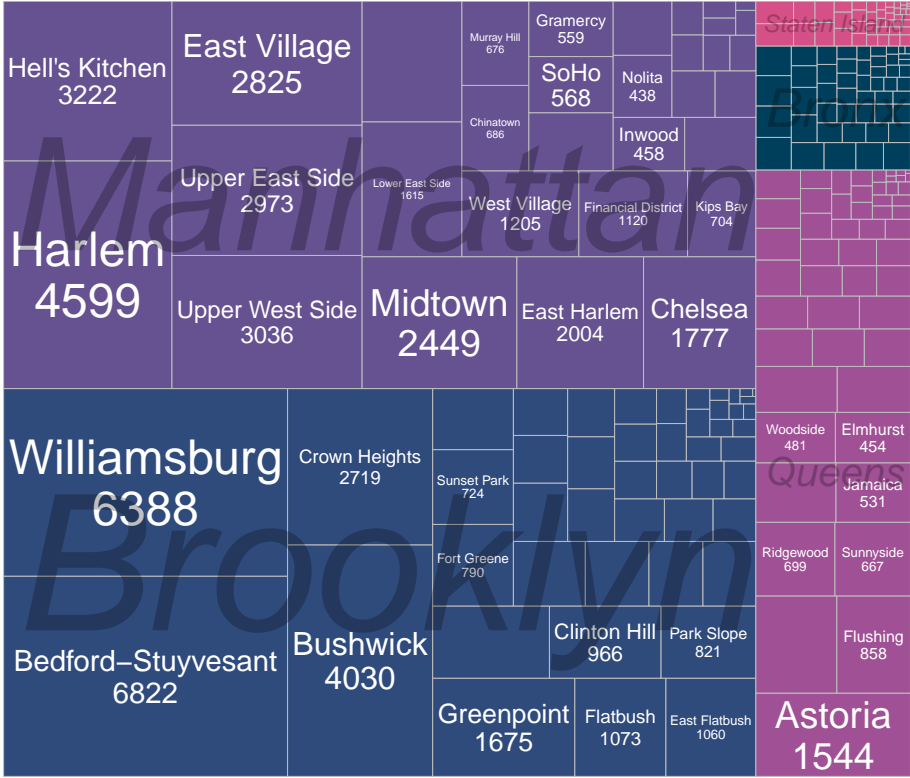 Manhattan
Hell's Kitchen
3222
East Village
2825
Murray Hill
676
Gramercy
559
SoHo
568
Nolita
438
Chinatown
686
Inwood
458
Harlem
4599
Upper East Side
2973
Lower East Side
1615
West Village
1205
Financial District
1120
Kips Bay
704
Upper West Side
3036
Midtown
2449
East Harlem
2004
Chelsea
1777
Staten Island
Bronx
Brooklyn
Williamsburg
6388
Crown Heights
2719
Sunset Park
724
Fort Greene
790
Bedford−Stuyvesant
6822
Bushwick
4030
Clinton Hill
966
Park Slope
821
Greenpoint
1675
Flatbush
1073
East Flatbush
1060
Queens
Woodside
481
Elmhurst
454
Jamaica
531
Ridgewood
699
Sunnyside
667
Flushing
858
Astoria
1544